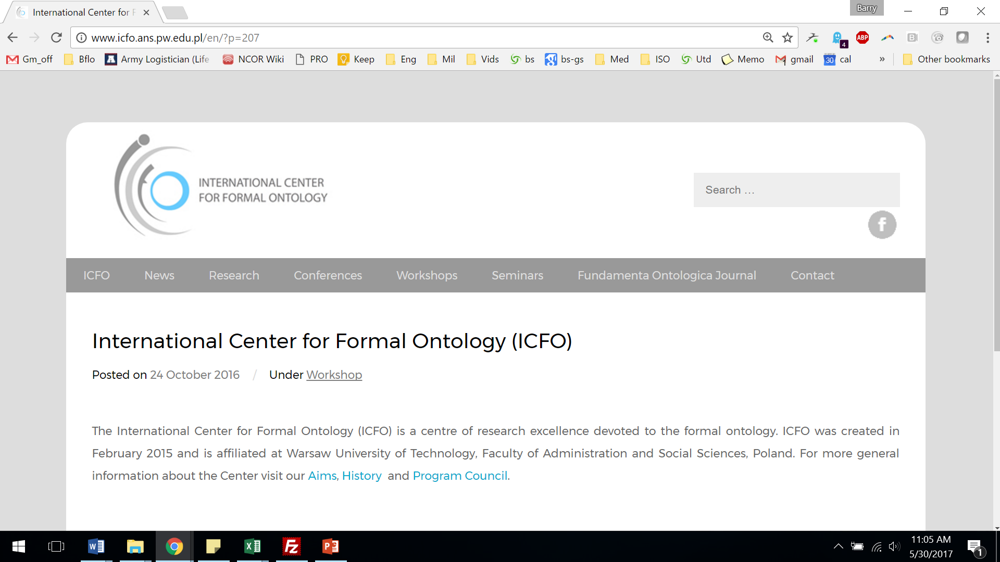 International Center for F
Barry
www.icfo.ans.pw.edu.pl/en/?p=207
4
ABP
Gm_off Bflo Army Logistician (Life NCOR Wiki PRO Keep Eng Mil Vids bs bs-gs Med ISO Utd Memo gmail 30 cal » Other bookmarks
INTERNATIONAL CENTER
FOR FORMAL ONTOLOGY
Search …
f
ICFO News Research Conferences Workshops Seminars Fundamenta Ontologica Journal Contact
International Center for Formal Ontology (ICFO)
Posted on 24 October 2016 / Under Workshop
The International Center for Formal Ontology (ICFO) is a centre of research excellence devoted to the formal ontology. ICFO was created in
February 2015 and is affiliated at Warsaw University of Technology, Faculty of Administration and Social Sciences, Poland. For more general
information about the Center visit our Aims, History and Program Council.
11:05 AM
5/30/2017
1